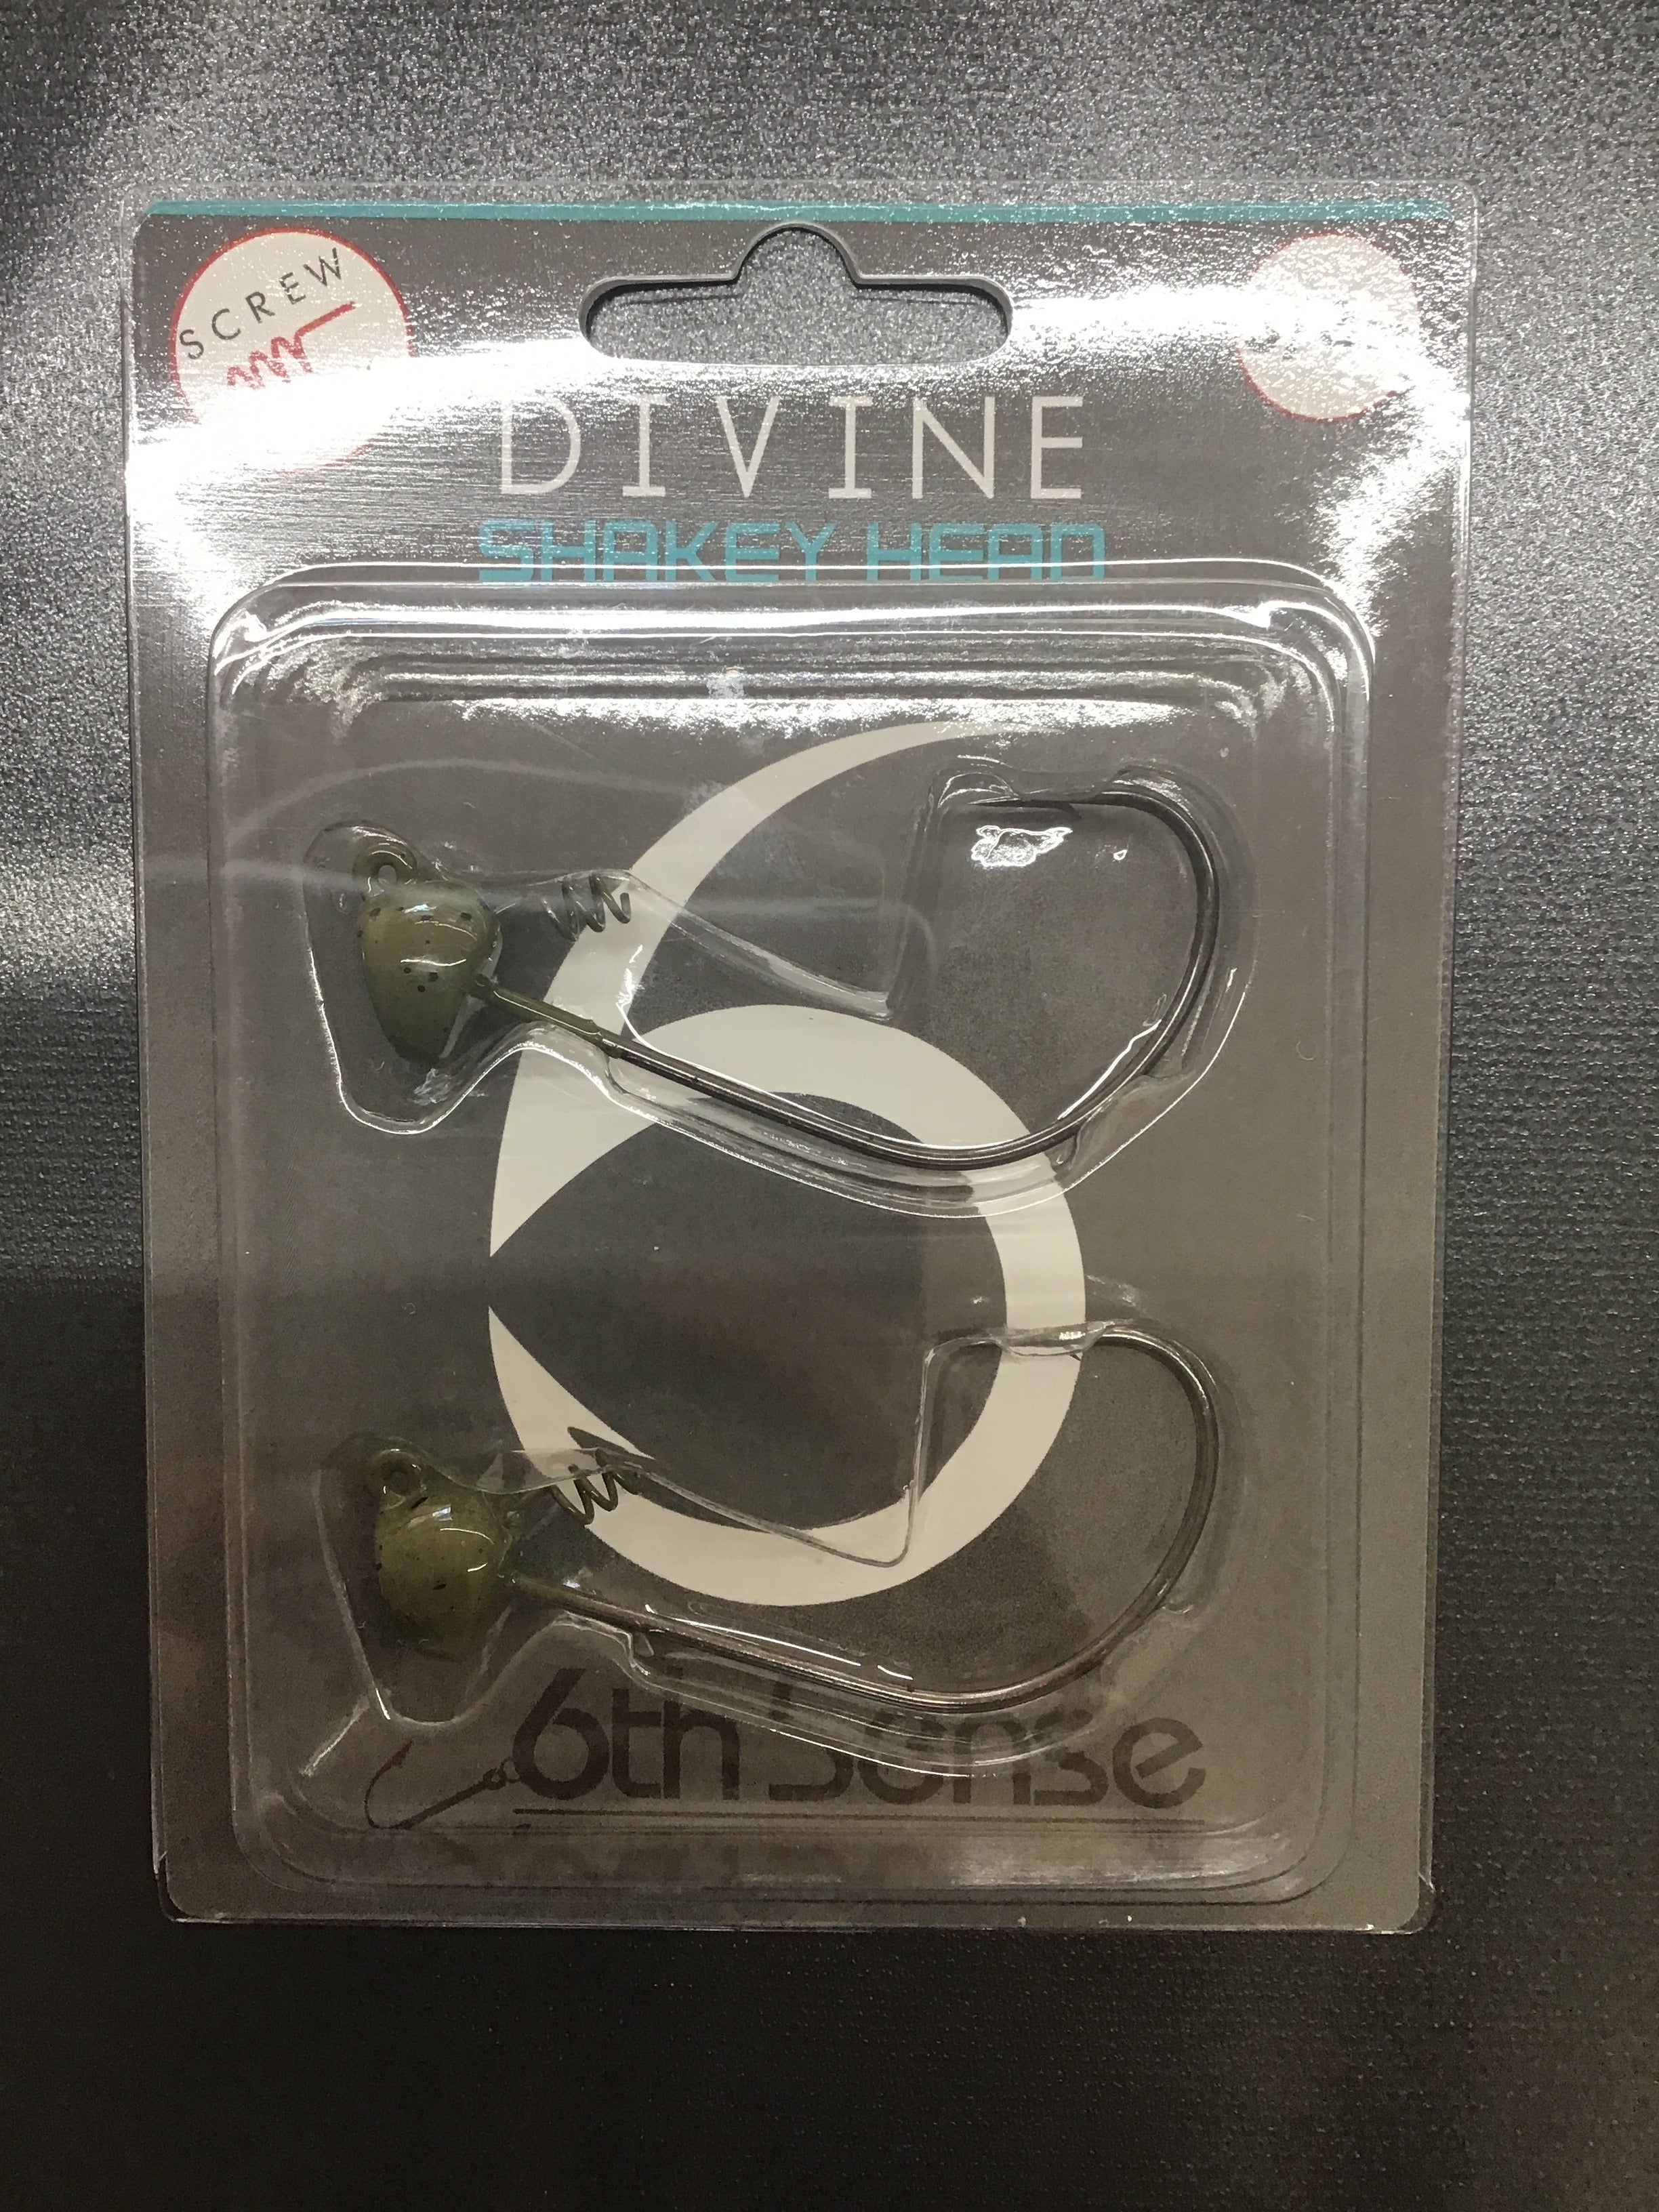 SCREW
DIVINE
SHAKEY HEAD
6th Sense